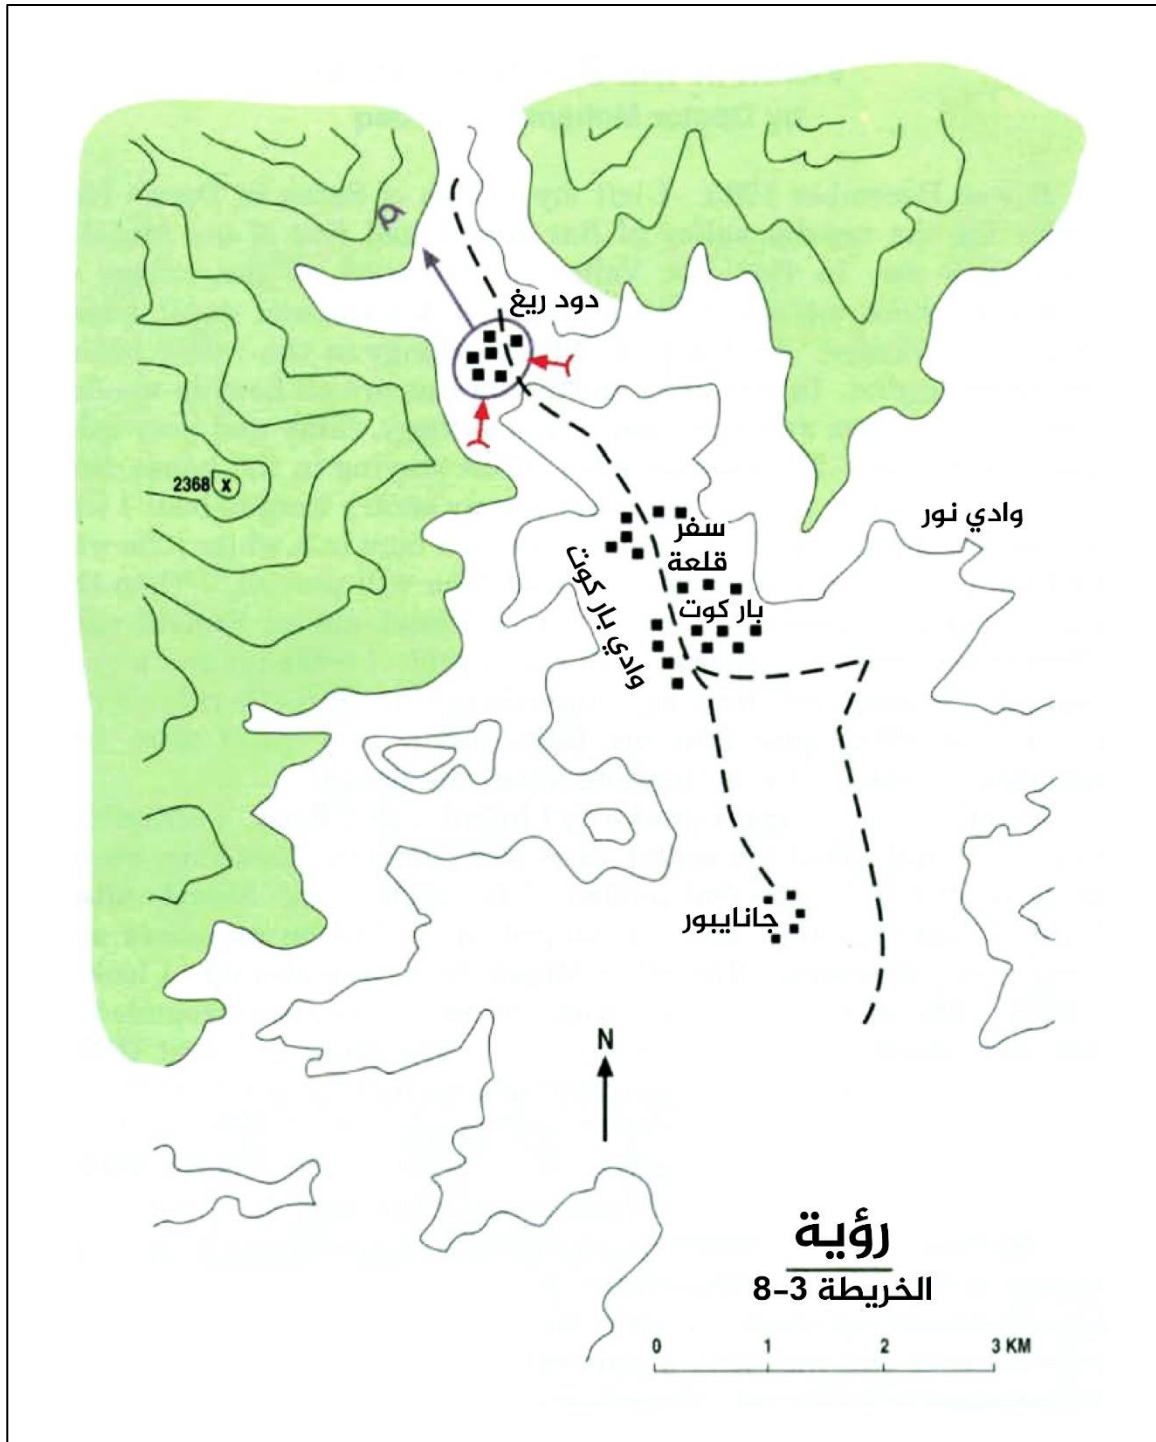 دود ريغ
2368 x
وادي نور
سفر
قلعة
بار كوت
وادي بار كوت
جانايبور
N
رؤية
الخريطة 3-8
0 1 2 3 KM